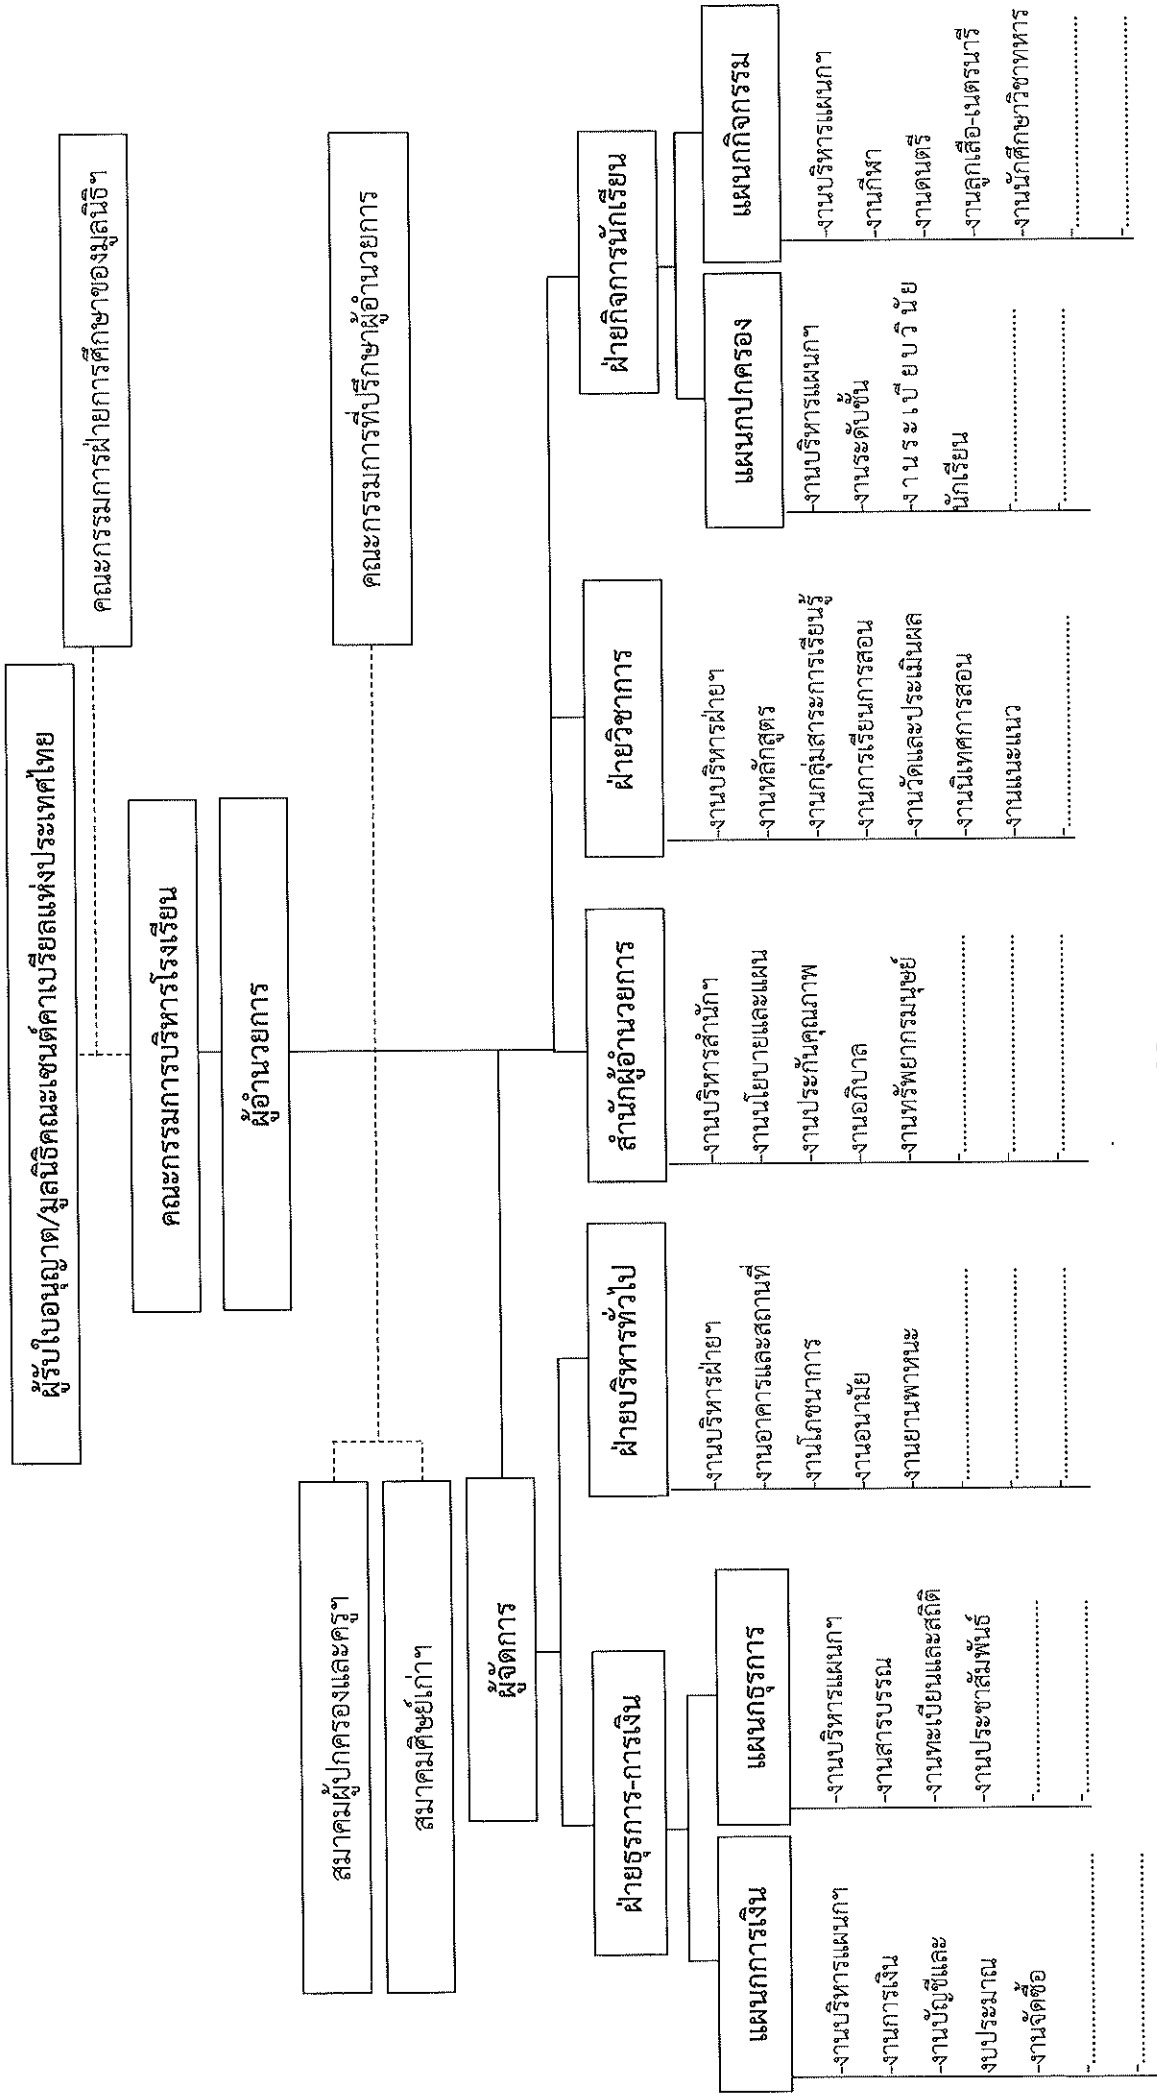 ผู้รับใบอนุญาต/มูลนิธิคณะเซนต์คาเบรียลแห่งประเทศไทย
คณะกรรมการฝ่ายการศึกษาของมูลนิธิฯ
คณะกรรมการบริหารโรงเรียน
ผู้อำนวยการ
คณะกรรมการที่ปรึกษาผู้อำนวยการ
สมาคมผู้ปกครองและครูฯ
สมาคมศิษย์เก่าฯ
ผู้จัดการ
ฝ่ายธุรการ-การเงิน
แผนกการเงิน
-งานบริหารแผนกฯ
-งานการเงิน
-งานบัญชีและ
งบประมาณ
-งานจัดซื้อ
-....................
-....................
แผนกธุรการ
-งานบริหารแผนกฯ
-งานสารบรรณ
-งานทะเบียนและสถิติ
-งานประชาสัมพันธ์
-....................
-....................
ฝ่ายบริหารทั่วไป
-งานบริหารฝ่ายฯ
-งานอาคารและสถานที่
-งานโภชนาการ
-งานอนามัย
-งานยานพาหนะ
-....................
-....................
-....................
สำนักผู้อำนวยการ
-งานบริหารสำนักฯ
-งานนโยบายและแผน
-งานประกันคุณภาพ
-งานอภิบาล
-งานทรัพยากรมนุษย์
-....................
-....................
-....................
ฝ่ายวิชาการ
-งานบริหารฝ่ายฯ
-งานหลักสูตร
-งานกลุ่มสาระการเรียนรู้
-งานการเรียนการสอน
-งานวัดและประเมินผล
-งานนิเทศการสอน
-งานแนะแนว
-....................
ฝ่ายกิจการนักเรียน
แผนกปกครอง
-งานบริหารแผนกฯ
-งานระดับชั้น
-งานระเบียบวินัย
นักเรียน
-....................
-....................
แผนกกิจกรรม
-งานบริหารแผนกฯ
-งานกีฬา
-งานดนตรี
-งานลูกเสือ-เนตรนารี
-งานนักศึกษาวิชาทหาร
-....................
-....................